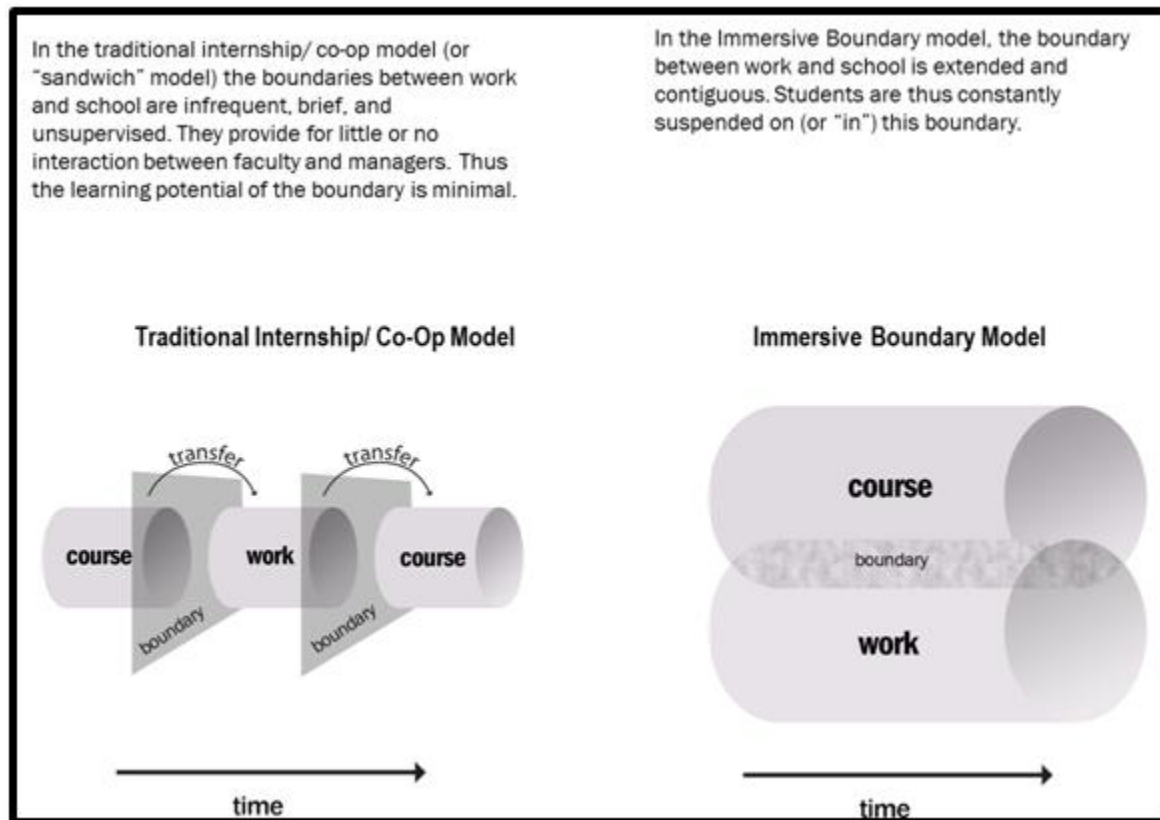 In the traditional internship/ co-op model (or
“sandwich” model) the boundaries between work
and school are infrequent, brief, and
unsupervised. They provide for little or no
interaction between faculty and managers. Thus
the learning potential of the boundary is minimal.
In the Immersive Boundary model, the boundary
between work and school is extended and
contiguous. Students are thus constantly
suspended on (or “in”) this boundary.
Traditional Internship/ Co-Op Model
transfer
transfer
course
work
course
boundary
boundary
time
Immersive Boundary Model
course
boundary
work
time